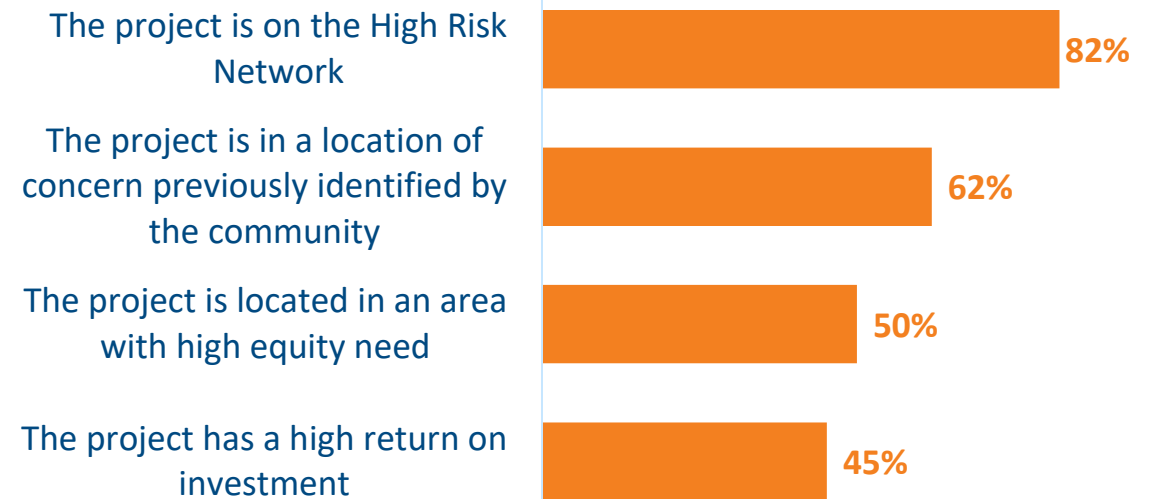 The project is on the High Risk
Network
82%
The project is in a location of
concern previously identified by
the community
62%
The project is located in an area
with high equity need
50%
The project has a high return on
investment
45%